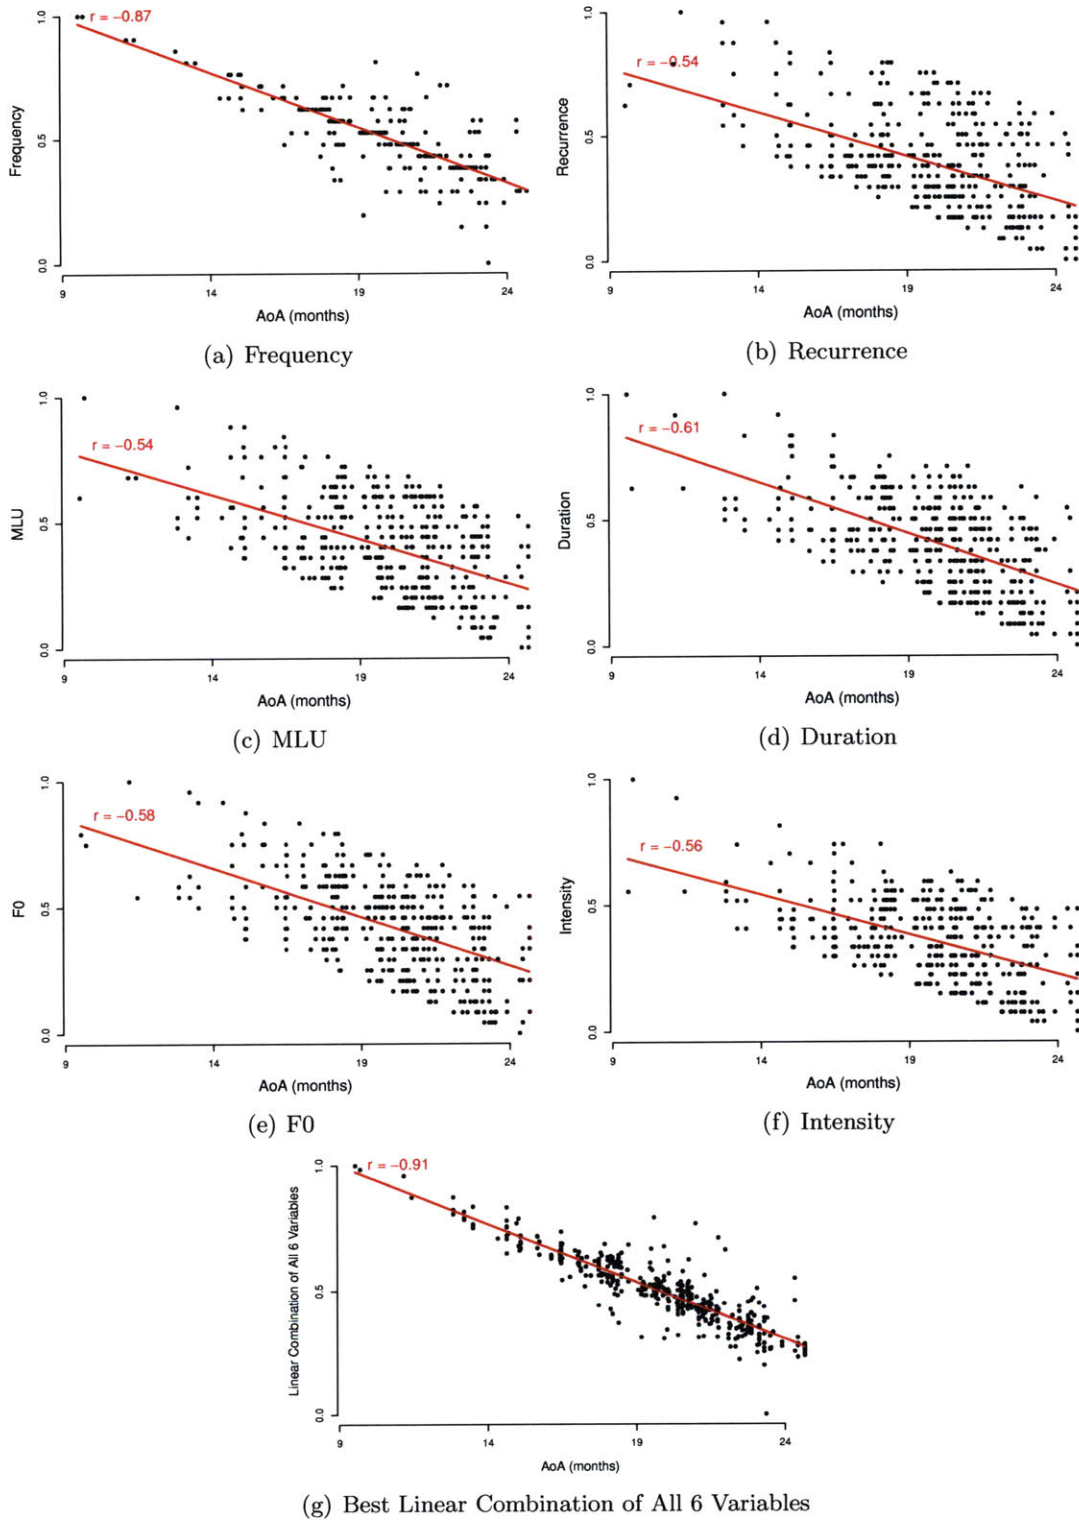 r = −0.87
Frequency
1.0
0.5
0.0
9 14 19 24
AoA (months)
(a) Frequency
r = −0.54
Recurrence
1.0
0.5
0.0
9 14 19 24
AoA (months)
(b) Recurrence
r = −0.54
MLU
1.0
0.5
0.0
9 14 19 24
AoA (months)
(c) MLU
r = −0.61
Duration
1.0
0.5
0.0
9 14 19 24
AoA (months)
(d) Duration
r = −0.58
F0
1.0
0.5
0.0
9 14 19 24
AoA (months)
(e) F0
r = −0.56
Intensity
1.0
0.5
0.0
9 14 19 24
AoA (months)
(f) Intensity
r = −0.91
Linear Combination of All 6 Variables
1.0
0.5
0.0
9 14 19 24
AoA (months)
(g) Best Linear Combination of All 6 Variables